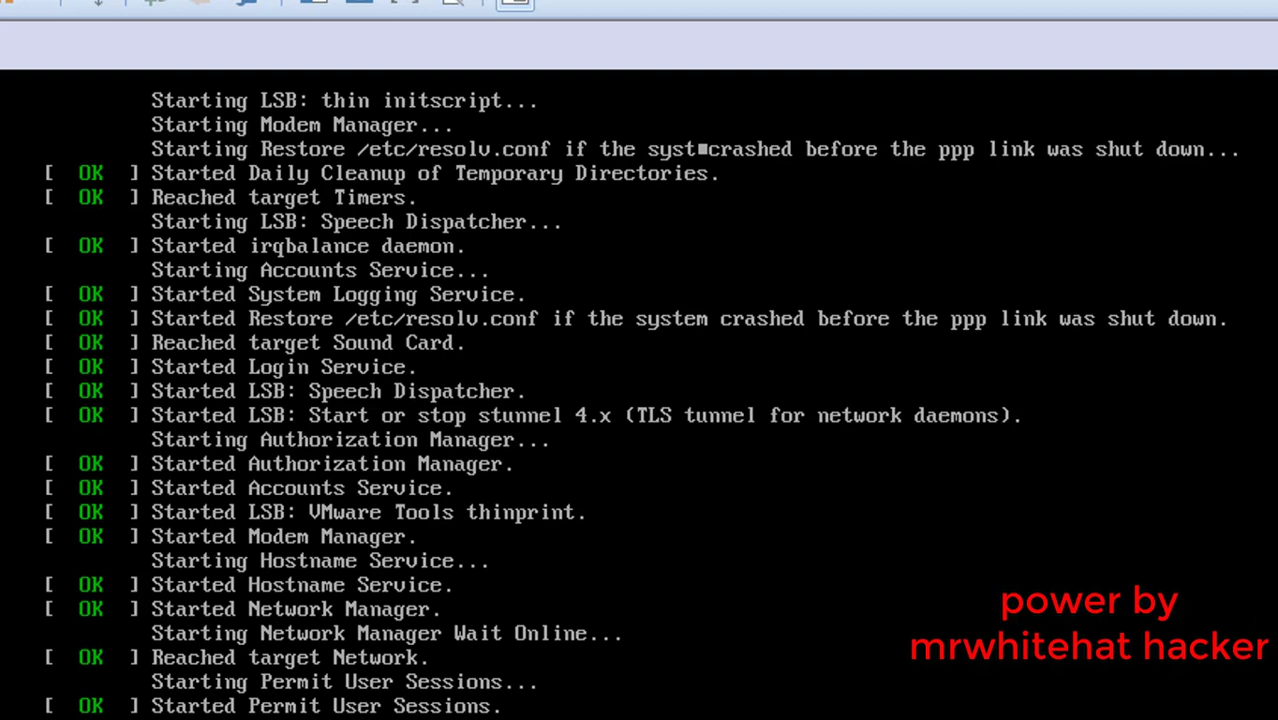 Starting LSB: thin initscript...
Starting Modem Manager...
Starting Restore /etc/resolv.conf if the syst■crashed before the ppp link was shut down...
[ OK ] Started Daily Cleanup of Temporary Directories.
[ OK ] Reached target Timers.
Starting LSB: Speech Dispatcher...
[ OK ] Started irqbalance daemon.
Starting Accounts Service...
[ OK ] Started System Logging Service.
[ OK ] Started Restore /etc/resolv.conf if the system crashed before the ppp link was shut down.
[ OK ] Reached target Sound Card.
[ OK ] Started Login Service.
[ OK ] Started LSB: Speech Dispatcher.
[ OK ] Started LSB: Start or stop stunnel 4.x (TLS tunnel for network daemons).
Starting Authorization Manager...
[ OK ] Started Authorization Manager.
[ OK ] Started Accounts Service.
[ OK ] Started LSB: VMware Tools thinprint.
[ OK ] Started Modem Manager.
Starting Hostname Service...
[ OK ] Started Hostname Service.
[ OK ] Started Network Manager.
Starting Network Manager Wait Online...
[ OK ] Reached target Network.
Starting Permit User Sessions...
[ OK ] Started Permit User Sessions.
power by
mrwhitehat hacker